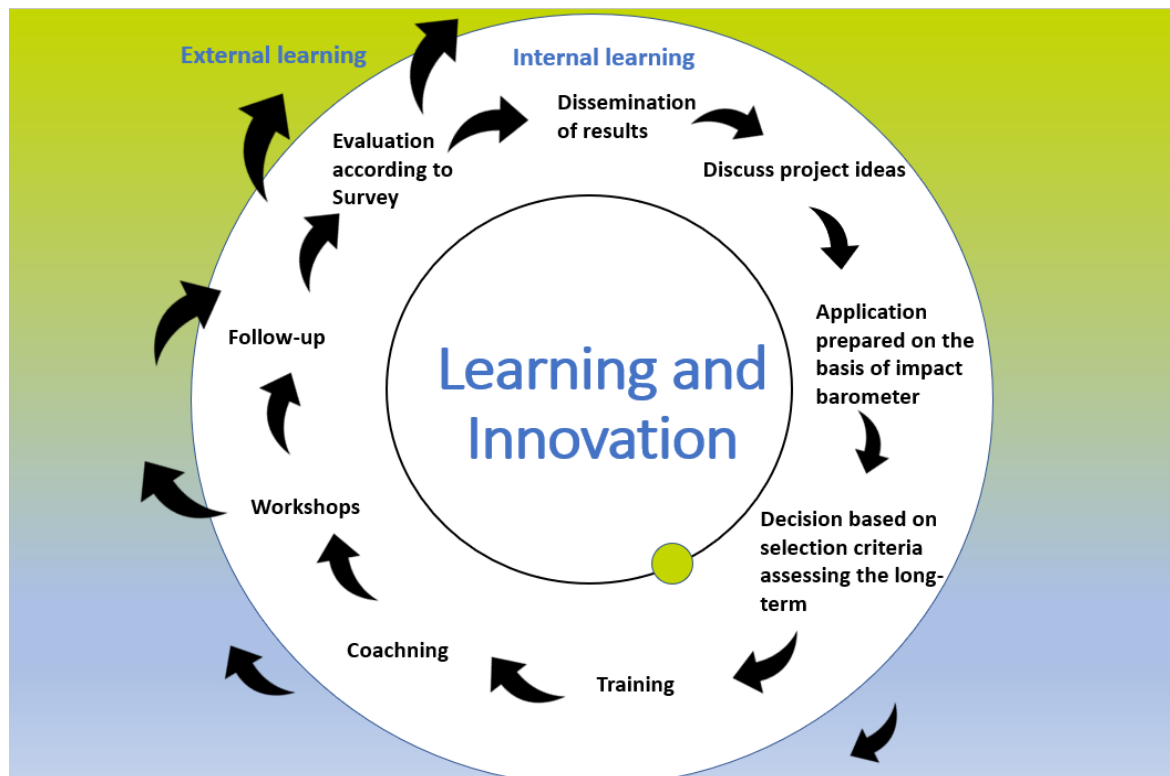 External learning
Internal learning
Dissemination
of results
Discuss project ideas
Application
prepared on the
basis of impact
barometer
Decision based on
selection criteria
assessing the long-
term
Training
Coachning
Workshops
Follow-up
Evaluation
according to
Survey
Learning and
Innovation